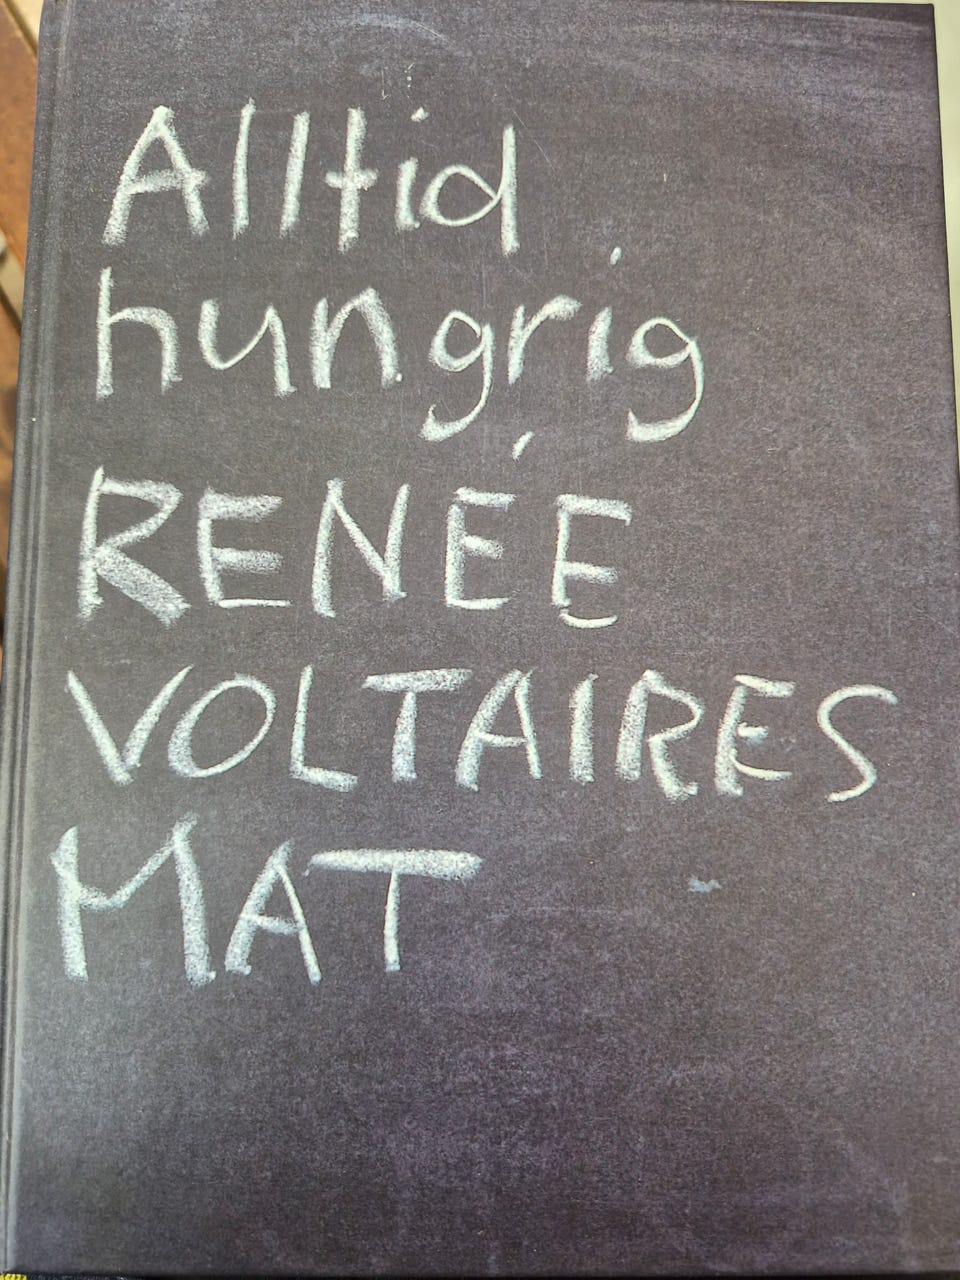 Alltid
hungrig
RENÉE
VOLTAIRES
MAT